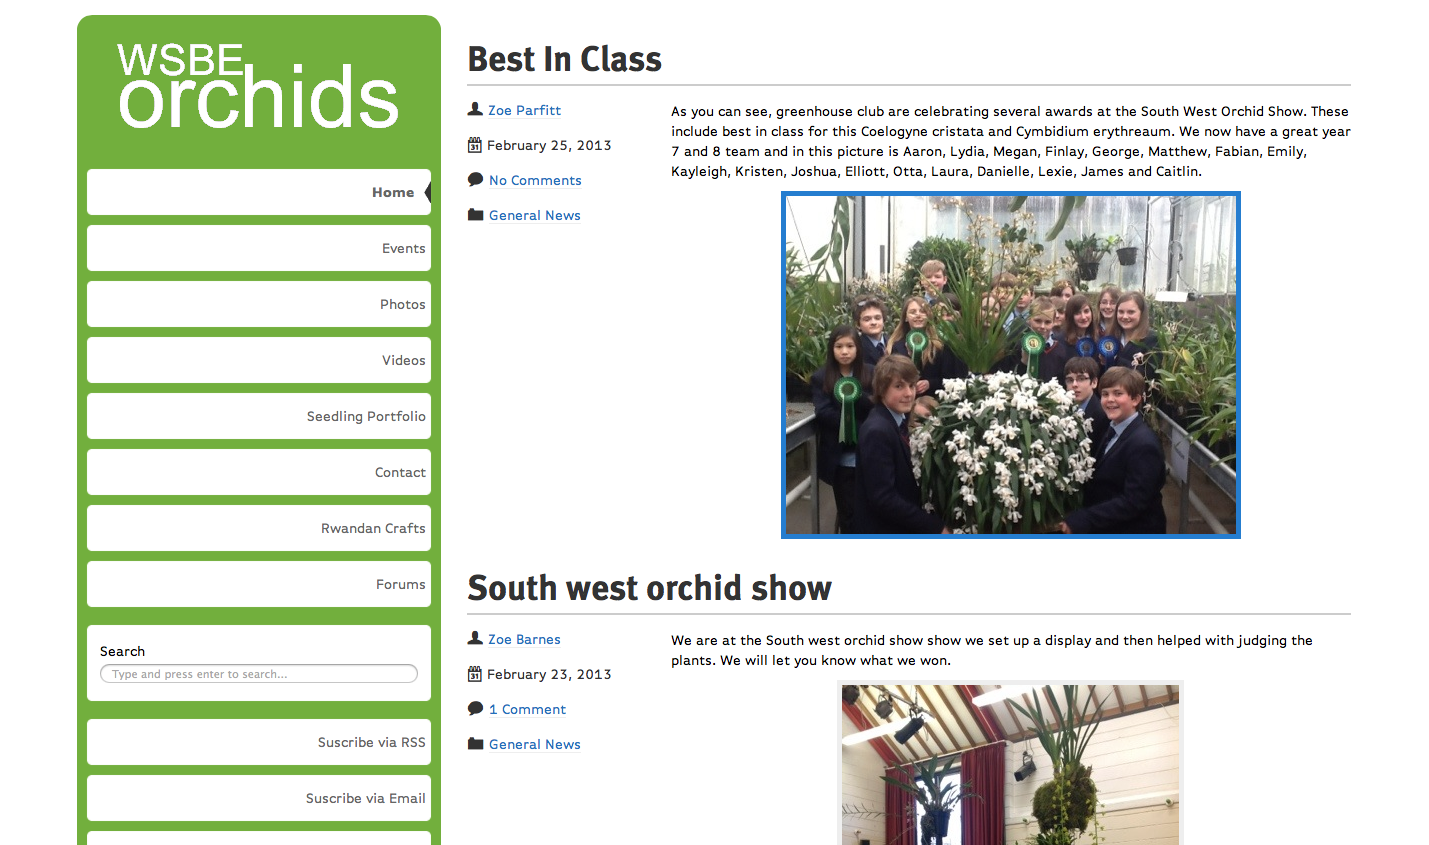 WSBE
orchids
Home
Events
Photos
Videos
Seedling Portfolio
Contact
Rwandan Crafts
Forums
Search
Type and press enter to search...
Suscribe via RSS
Suscribe via Email
Best In Class
Zoe Parfitt
31 February 25, 2013
No Comments
General News
As you can see, greenhouse club are celebrating several awards at the South West Orchid Show. These
include best in class for this Coelogyne cristata and Cymbidium erythreaum. We now have a great year
7 and 8 team and in this picture is Aaron, Lydia, Megan, Finlay, George, Matthew, Fabian, Emily,
Kayleigh, Kristen, Joshua, Elliott, Otta, Laura, Danielle, Lexie, James and Caitlin.
South west orchid show
Zoe Barnes
31 February 23, 2013
1 Comment
General News
We are at the South west orchid show show we set up a display and then helped with judging the
plants. We will let you know what we won.